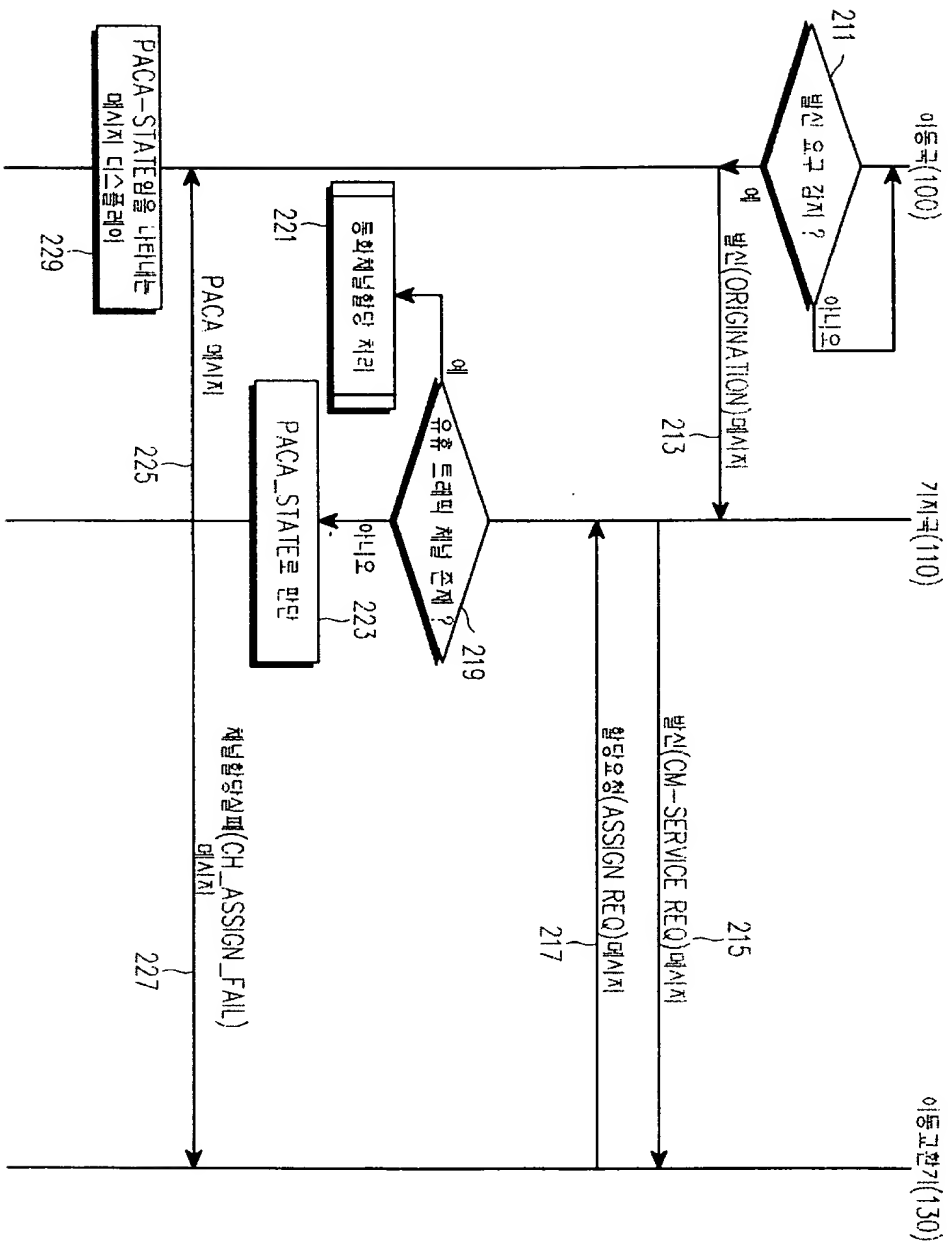 이동국(100)
기지국(110)
이동교환기(130)
211
발신 요구 감지 ?
아니오
예
발신(ORIGINATION)메시지
213
발신(CM-SERVICE REQ)메시지
215
할당요청(ASSIGN REQ)메시지
217
유휴 트래픽 채널 존재 ?
219
예
아니오
통화채널할당 처리
221
PACA_STATE로 판단
223
PACA 메시지
225
채널할당실패(CH_ASSIGN_FAIL)
메시지
227
PACA-STATE임을 나타내는
메시지 디스플레이
229